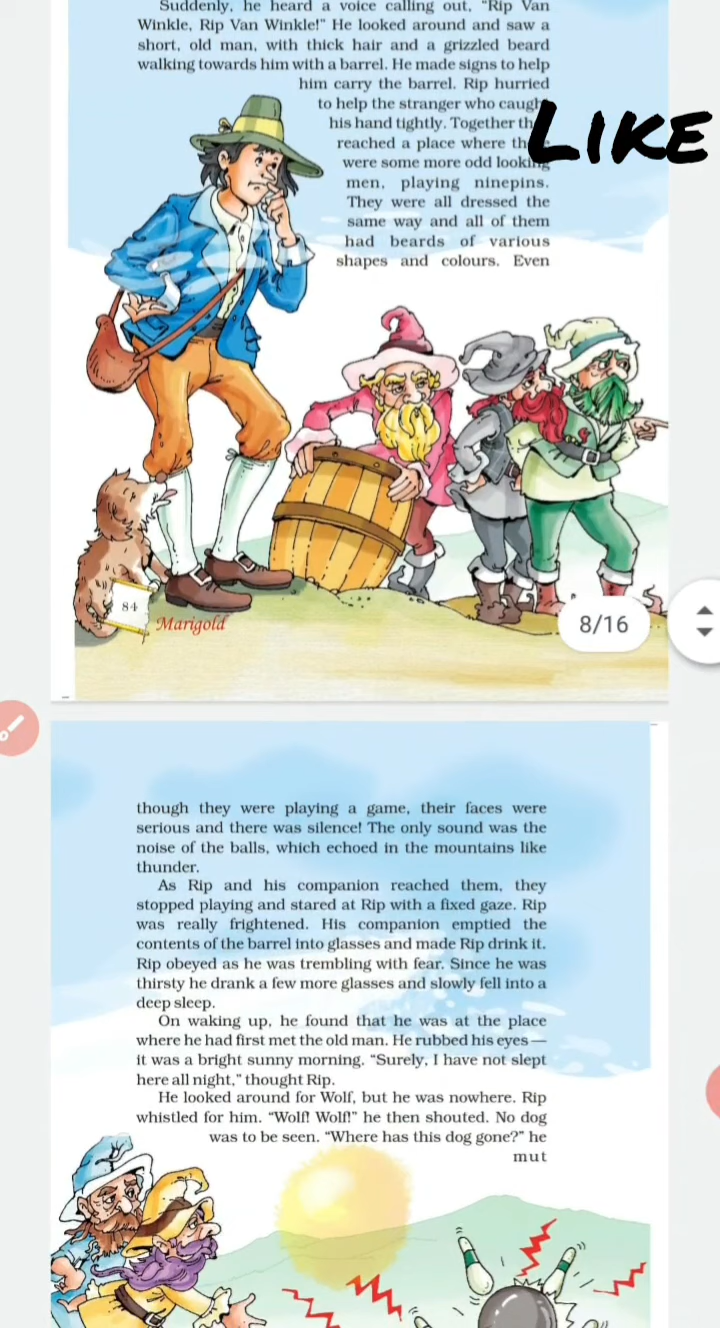 Suddenly, he heard a voice calling out, "Rip Van
Winkle, Rip Van Winkle!" He looked around and saw a
short, old man, with thick hair and a grizzled beard
walking towards him with a barrel. He made signs to help
him carry the barrel. Rip hurried
to help the stranger who caugh
his hand tightly. Together th
reached a place where th
were some more odd looking
men, playing ninepins.
They were all dressed the
same way and all of them
had beards of various
shapes and colours. Even
LIKE
84
Marigold
8/16
though they were playing a game, their faces were
serious and there was silence! The only sound was the
noise of the balls, which echoed in the mountains like
thunder.
As Rip and his companion reached them, they
stopped playing and stared at Rip with a fixed gaze. Rip
was really frightened. His companion emptied the
contents of the barrel into glasses and made Rip drink it.
Rip obeyed as he was trembling with fear. Since he was
thirsty he drank a few more glasses and slowly fell into a
deep sleep.
On waking up, he found that he was at the place
where he had first met the old man. He rubbed his eyes —
it was a bright sunny morning. "Surely, I have not slept
here all night," thought Rip.
He looked around for Wolf, but he was nowhere. Rip
whistled for him. "Wolf! Wolf!" he then shouted. No dog
was to be seen. "Where has this dog gone?" he
mut